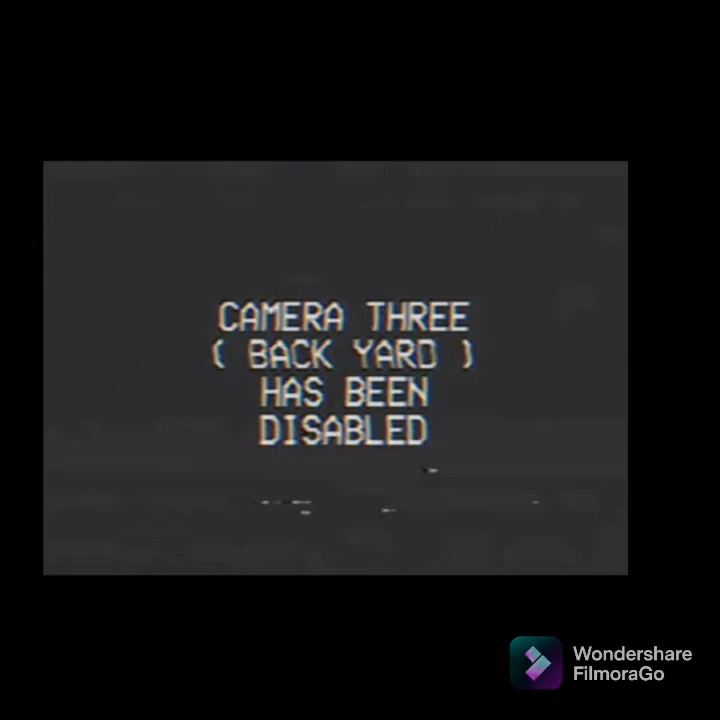 CAMERA THREE
( BACK YARD )
HAS BEEN
DISABLED
Wondershare
FilmoraGo